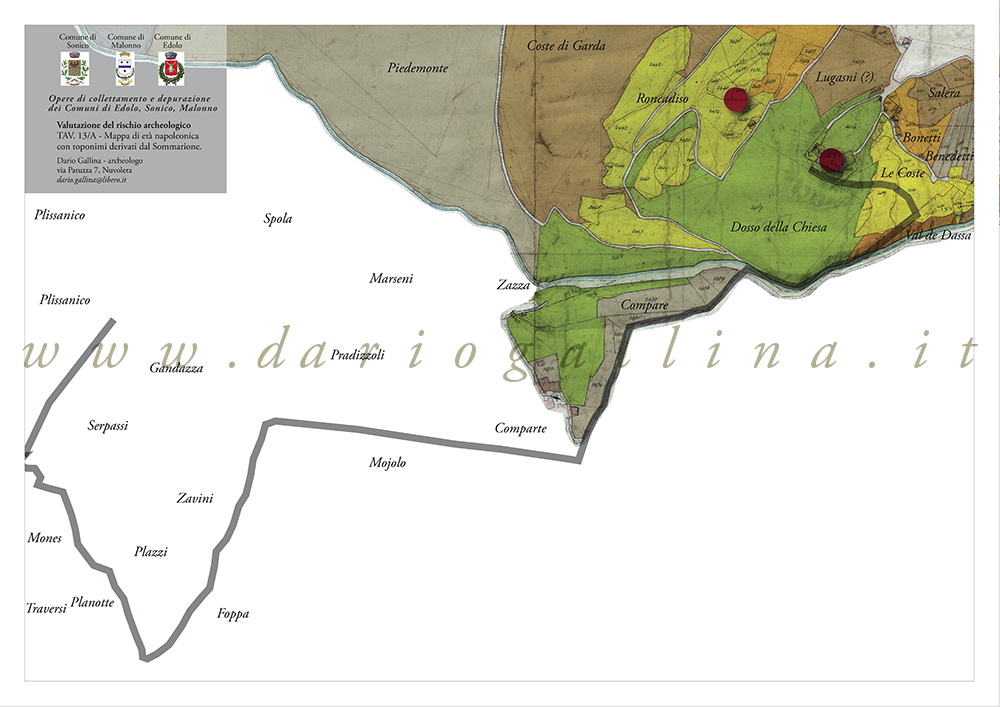 Comune di Sonico
Comune di Malonno
Comune di Edolo
Opere di collettamento e depurazione
dei Comuni di Edolo, Sonico, Malonno
Valutazione del rischio archeologico
TAV. 13/A - Mappa di età napoleonica
con toponimi derivati dal Sommarione.
Dario Gallina - archeologo
via Patuzza 7, Nuvolera
dario.gallina@libero.it
Coste di Garda
Piedemonte
Lugasni (?)
Roncadiso
Salera
Bonetti
Benedetti
Le Coste
Plissanico
Spola
Dosso della Chiesa
Val de Dassa
Marseni
Zazza
Plissanico
Compare
www.dariogallina.it
Pradizzoli
Gandazza
Serpassi
Comparte
Mojolo
Zavini
Mones
Plazzi
Planotte
Traversi
Foppa